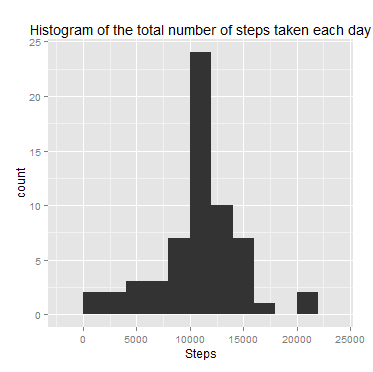 Histogram of the total number of steps taken each day
25
20
15
10
5
0
count
0 5000 10000 15000 20000 25000
Steps